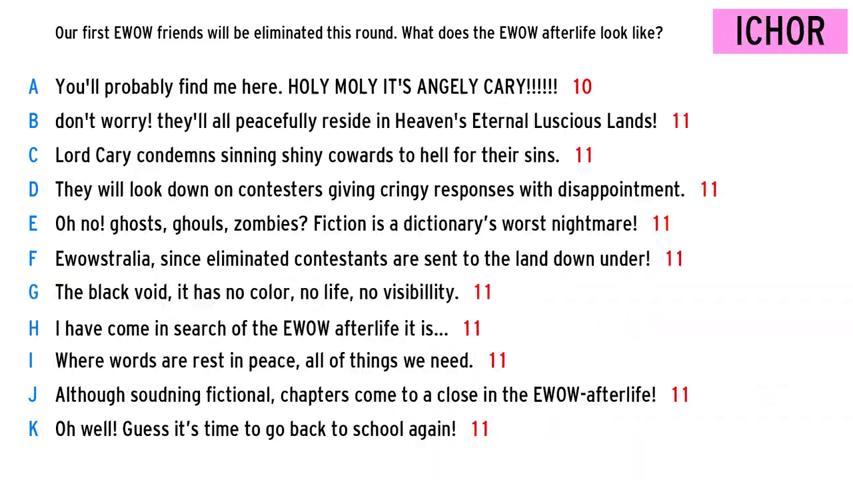 Our first EWOW friends will be eliminated this round. What does the EWOW afterlife look like?
ICHOR
A You'll probably find me here. HOLY MOLY IT'S ANGELY CARY!!!!!! 10
B don't worry! they'll all peacefully reside in Heaven's Eternal Luscious Lands! 11
C Lord Cary condemns sinning shiny cowards to hell for their sins. 11
D They will look down on contesters giving cringy responses with disappointment. 11
E Oh no! ghosts, ghouls, zombies? Fiction is a dictionary’s worst nightmare! 11
F Ewowstralia, since eliminated contestants are sent to the land down under! 11
G The black void, it has no color, no life, no visibillity. 11
H I have come in search of the EWOW afterlife it is... 11
I Where words are rest in peace, all of things we need. 11
J Although soudning fictional, chapters come to a close in the EWOW-afterlife! 11
K Oh well! Guess it’s time to go back to school again! 11